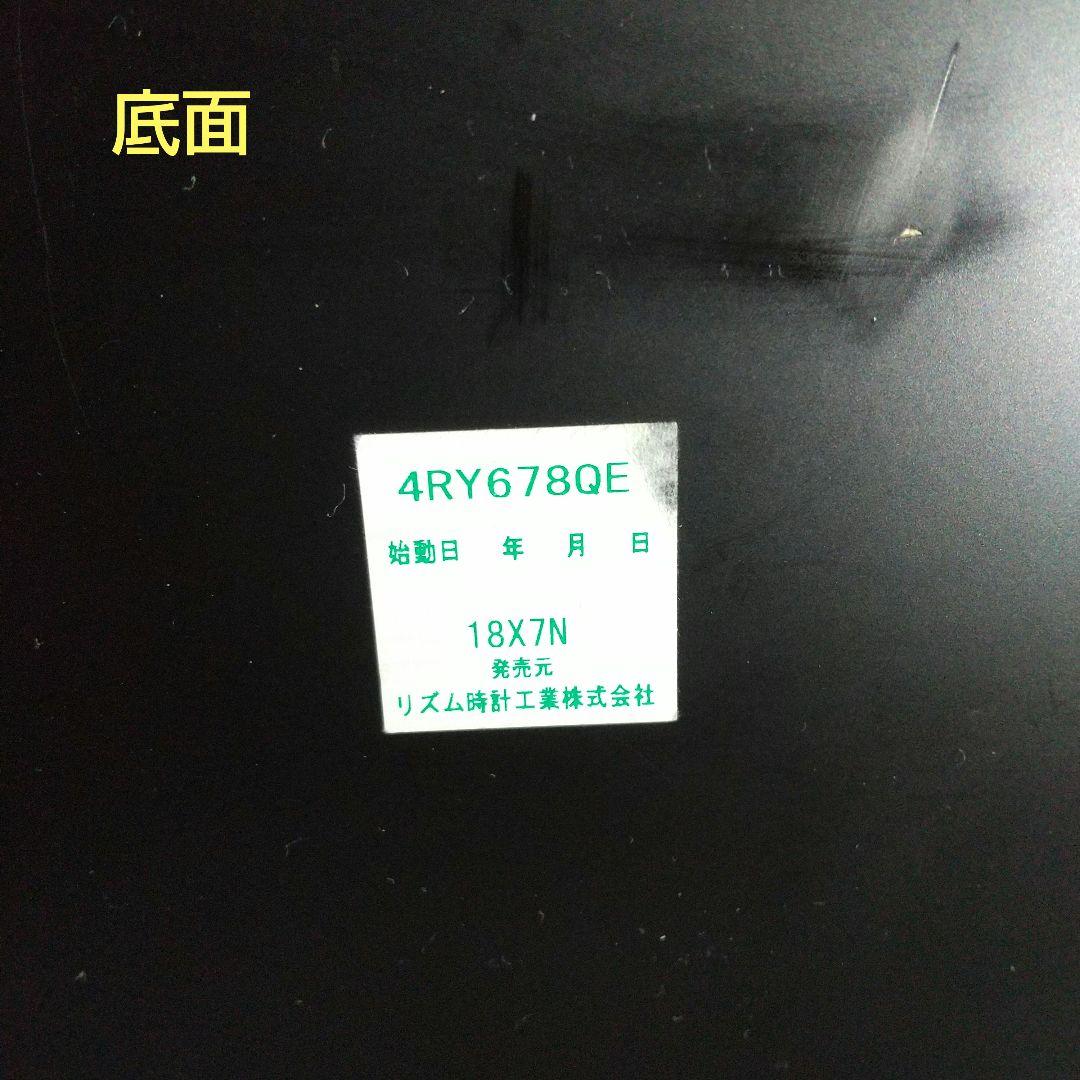 底面
4RY678QE
始動日 年 月 日
18X7N
発売元
リズム時計工業株式会社